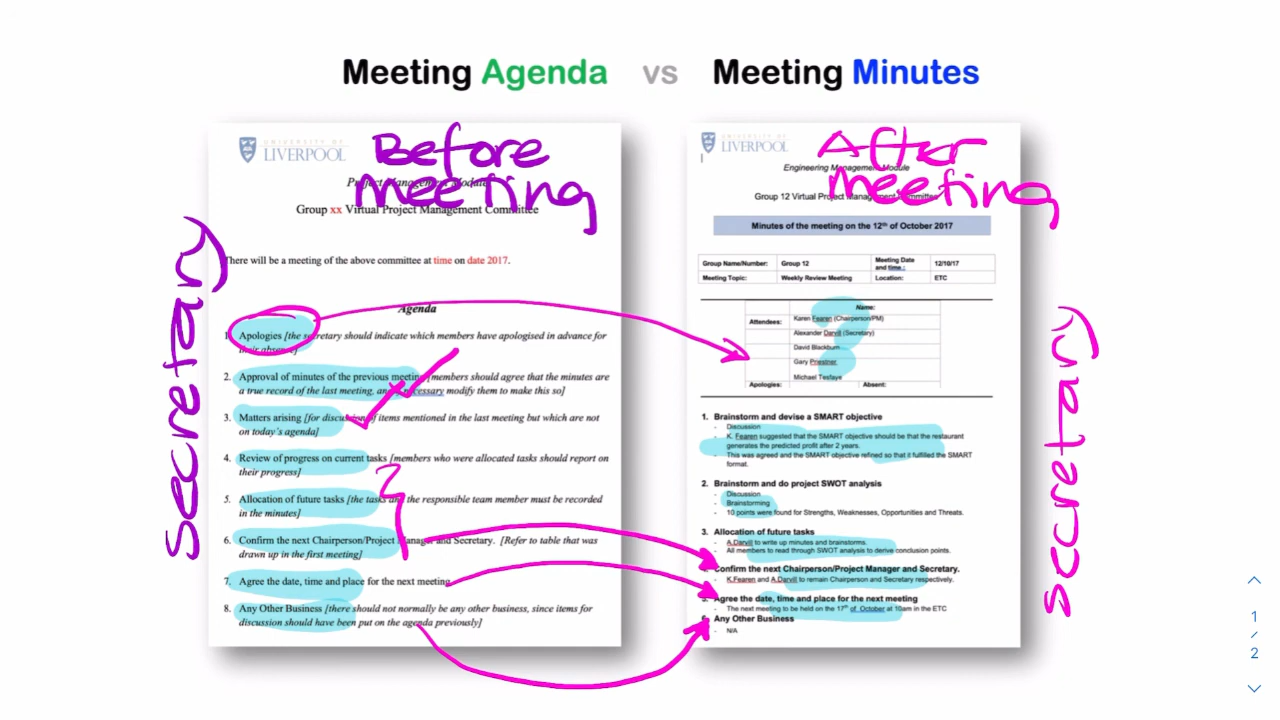 Meeting Agenda vs Meeting Minutes
secretary
UNIVERSITY OF
LIVERPOOL
Before
meeting
Project Management Module
Group xx Virtual Project Management Committee
There will be a meeting of the above committee at time on date 2017.
Agenda
1. Apologies [the secretary should indicate which members have apologised in advance for
their absence]
2. Approval of minutes of the previous meeting [members should agree that the minutes are
a true record of the last meeting, and if necessary modify them to make this so]
3. Matters arising [for discussion of items mentioned in the last meeting but which are not
on today's agenda]
4. Review of progress on current tasks [members who were allocated tasks should report on
their progress]
5. Allocation of future tasks [the tasks and the responsible team member must be recorded
in the minutes]
6. Confirm the next Chairperson/Project Manager and Secretary. [Refer to table that was
drawn up in the first meeting]
7. Agree the date, time and place for the next meeting
8. Any Other Business [there should not normally be any other business, since items for
discussion should have been put on the agenda previously]
UNIVERSITY OF
LIVERPOOL
After
meeting
Engineering Management Module
Group 12 Virtual Project Management Committee
Minutes of the meeting on the 12th of October 2017
Group Name/Number: Group 12 Meeting Date
and time : 12/10/17
Meeting Topic: Weekly Review Meeting Location: ETC
Name:
Attendees: Karen Fearen (Chairperson/PM)
Alexander Darvill (Secretary)
David Blackburn
Gary Priestner
Michael Tesfaye
Apologies: Absent:
1. Brainstorm and devise a SMART objective
- Discussion
- K. Fearen suggested that the SMART objective should be that the restaurant
generates the predicted profit after 2 years.
- This was agreed and the SMART objective refined so that it fulfilled the SMART
format.
2. Brainstorm and do project SWOT analysis
- Discussion
- Brainstorming
- 10 points were found for Strengths, Weaknesses, Opportunities and Threats.
3. Allocation of future tasks
- A.Darvill to write up minutes and brainstorms.
- All members to read through SWOT analysis to derive conclusion points.
4. Confirm the next Chairperson/Project Manager and Secretary.
- K.Fearen and A.Darvill to remain Chairperson and Secretary respectively.
5. Agree the date, time and place for the next meeting
- The next meeting to be held on the 17th of October at 10am in the ETC
6. Any Other Business
- N/A
secretary
1
/
2